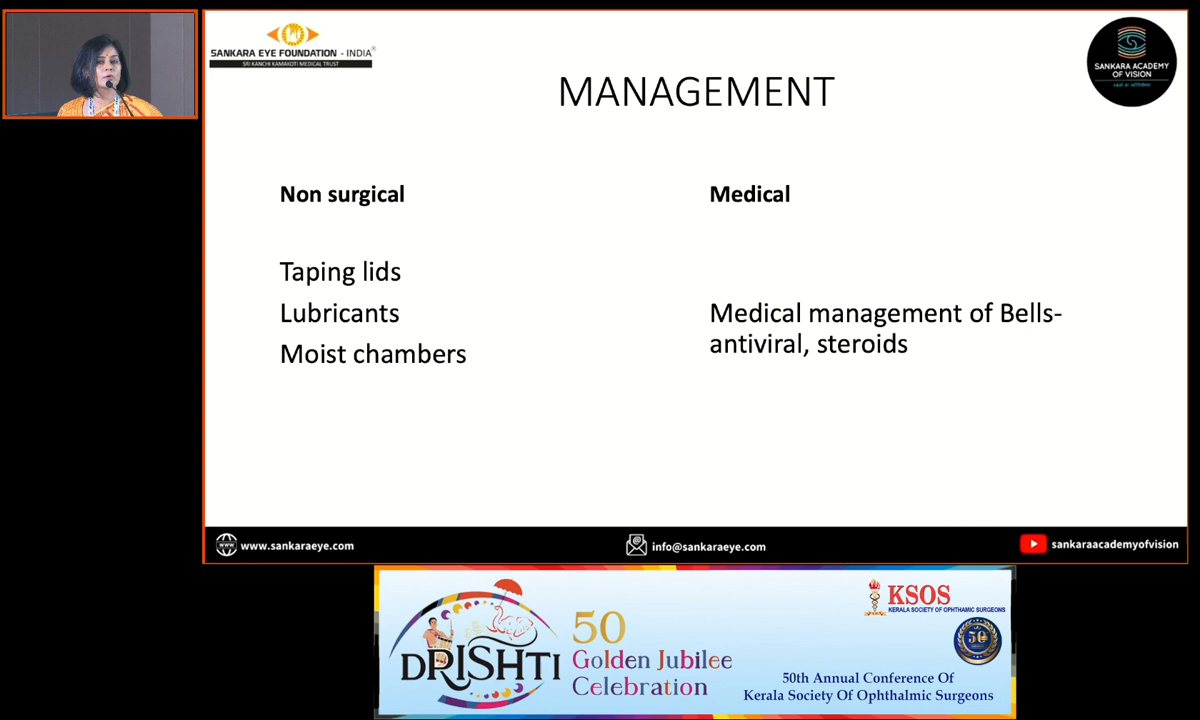 SANKARA EYE FOUNDATION - INDIA®
SRI KANCHI KAMAKOTI MEDICAL TRUST
SANKARA ACADEMY
OF VISION
MANAGEMENT
Non surgical
Taping lids
Lubricants
Moist chambers
Medical
Medical management of Bells-
antiviral, steroids
www.sankaraeye.com
info@sankaraeye.com
sankaraacademyofvision
DRISHTI
50
Golden Jubilee
Celebration
KSOS
KERALA SOCIETY OF OPHTHAMIC SURGEONS
50
50th Annual Conference Of
Kerala Society Of Ophthalmic Surgeons